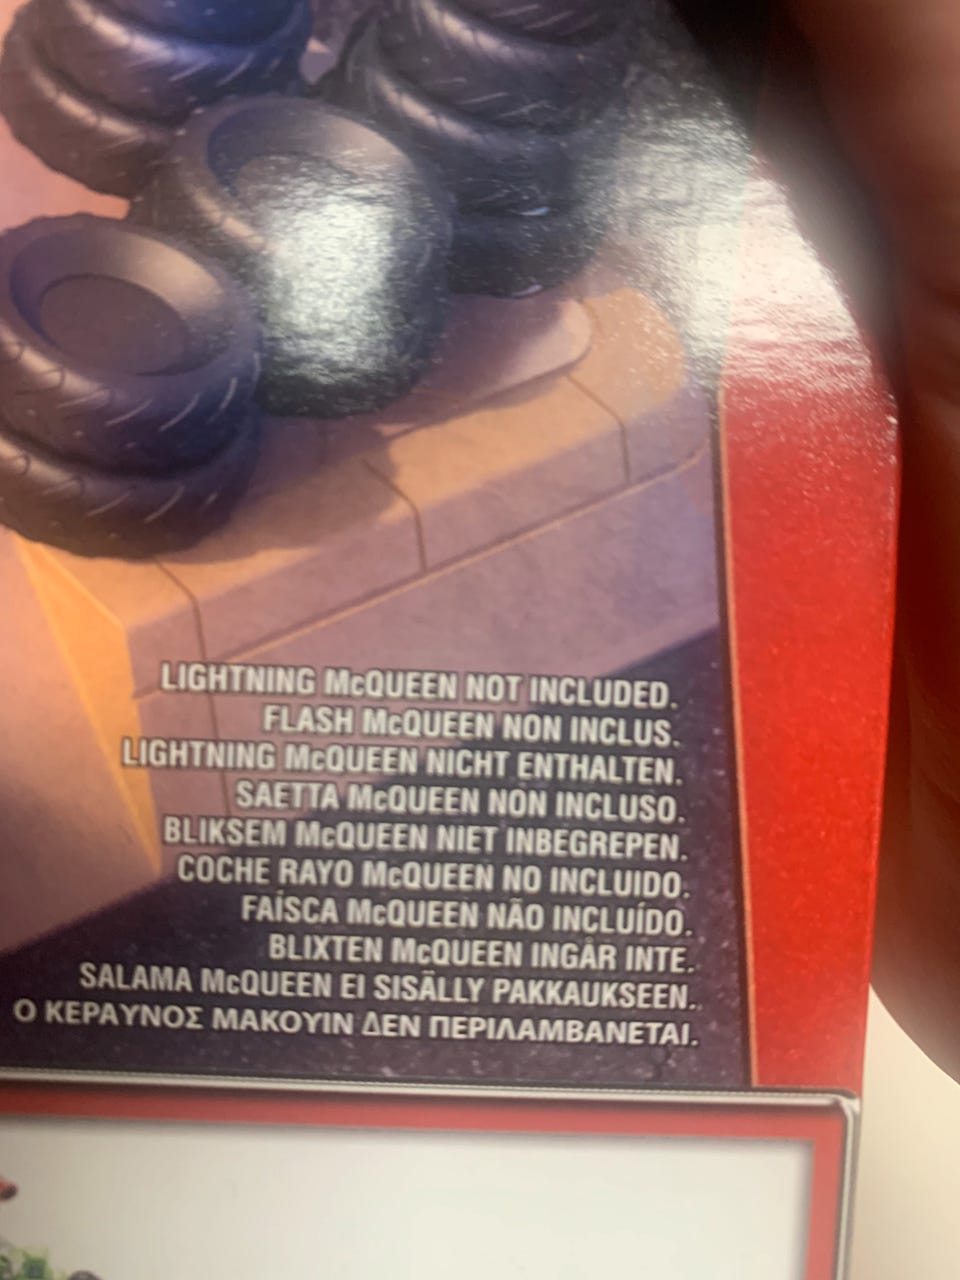 LIGHTNING McQUEEN NOT INCLUDED.
FLASH McQUEEN NON INCLUS.
LIGHTNING McQUEEN NICHT ENTHALTEN.
SAETTA McQUEEN NON INCLUSO.
BLIKSEM McQUEEN NIET INBEGREPEN.
COCHE RAYO McQUEEN NO INCLUIDO.
FAÍSCA McQUEEN NÃO INCLUÍDO.
BLIXTEN McQUEEN INGÅR INTE.
SALAMA McQUEEN EI SISÄLLY PAKKAUKSEEN.
Ο ΚΕΡΑΥΝΟΣ ΜΑΚΟΥΙΝ ΔΕΝ ΠΕΡΙΛΑΜΒΑΝΕΤΑΙ.